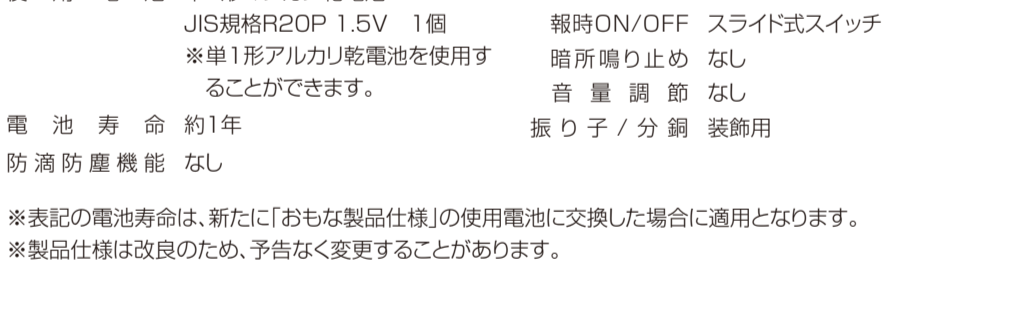 JIS規格R20P 1.5V 1個
※単1形アルカリ乾電池を使用す
ることができます。
電池寿命 約1年
防滴防塵機能 なし
報時ON/OFF スライド式スイッチ
暗所鳴り止め なし
音量調節 なし
振り子/分銅 装飾用
※表記の電池寿命は、新たに「おもな製品仕様」の使用電池に交換した場合に適用となります。
※製品仕様は改良のため、予告なく変更することがあります。